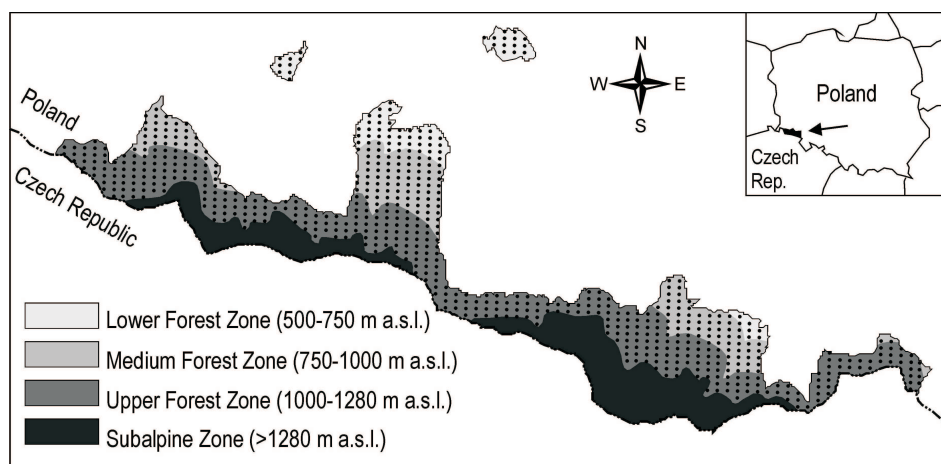 N
W E
S
Poland
Czech Republic
Poland
Czech
Rep.
Lower Forest Zone (500-750 m a.s.l.)
Medium Forest Zone (750-1000 m a.s.l.)
Upper Forest Zone (1000-1280 m a.s.l.)
Subalpine Zone (>1280 m a.s.l.)